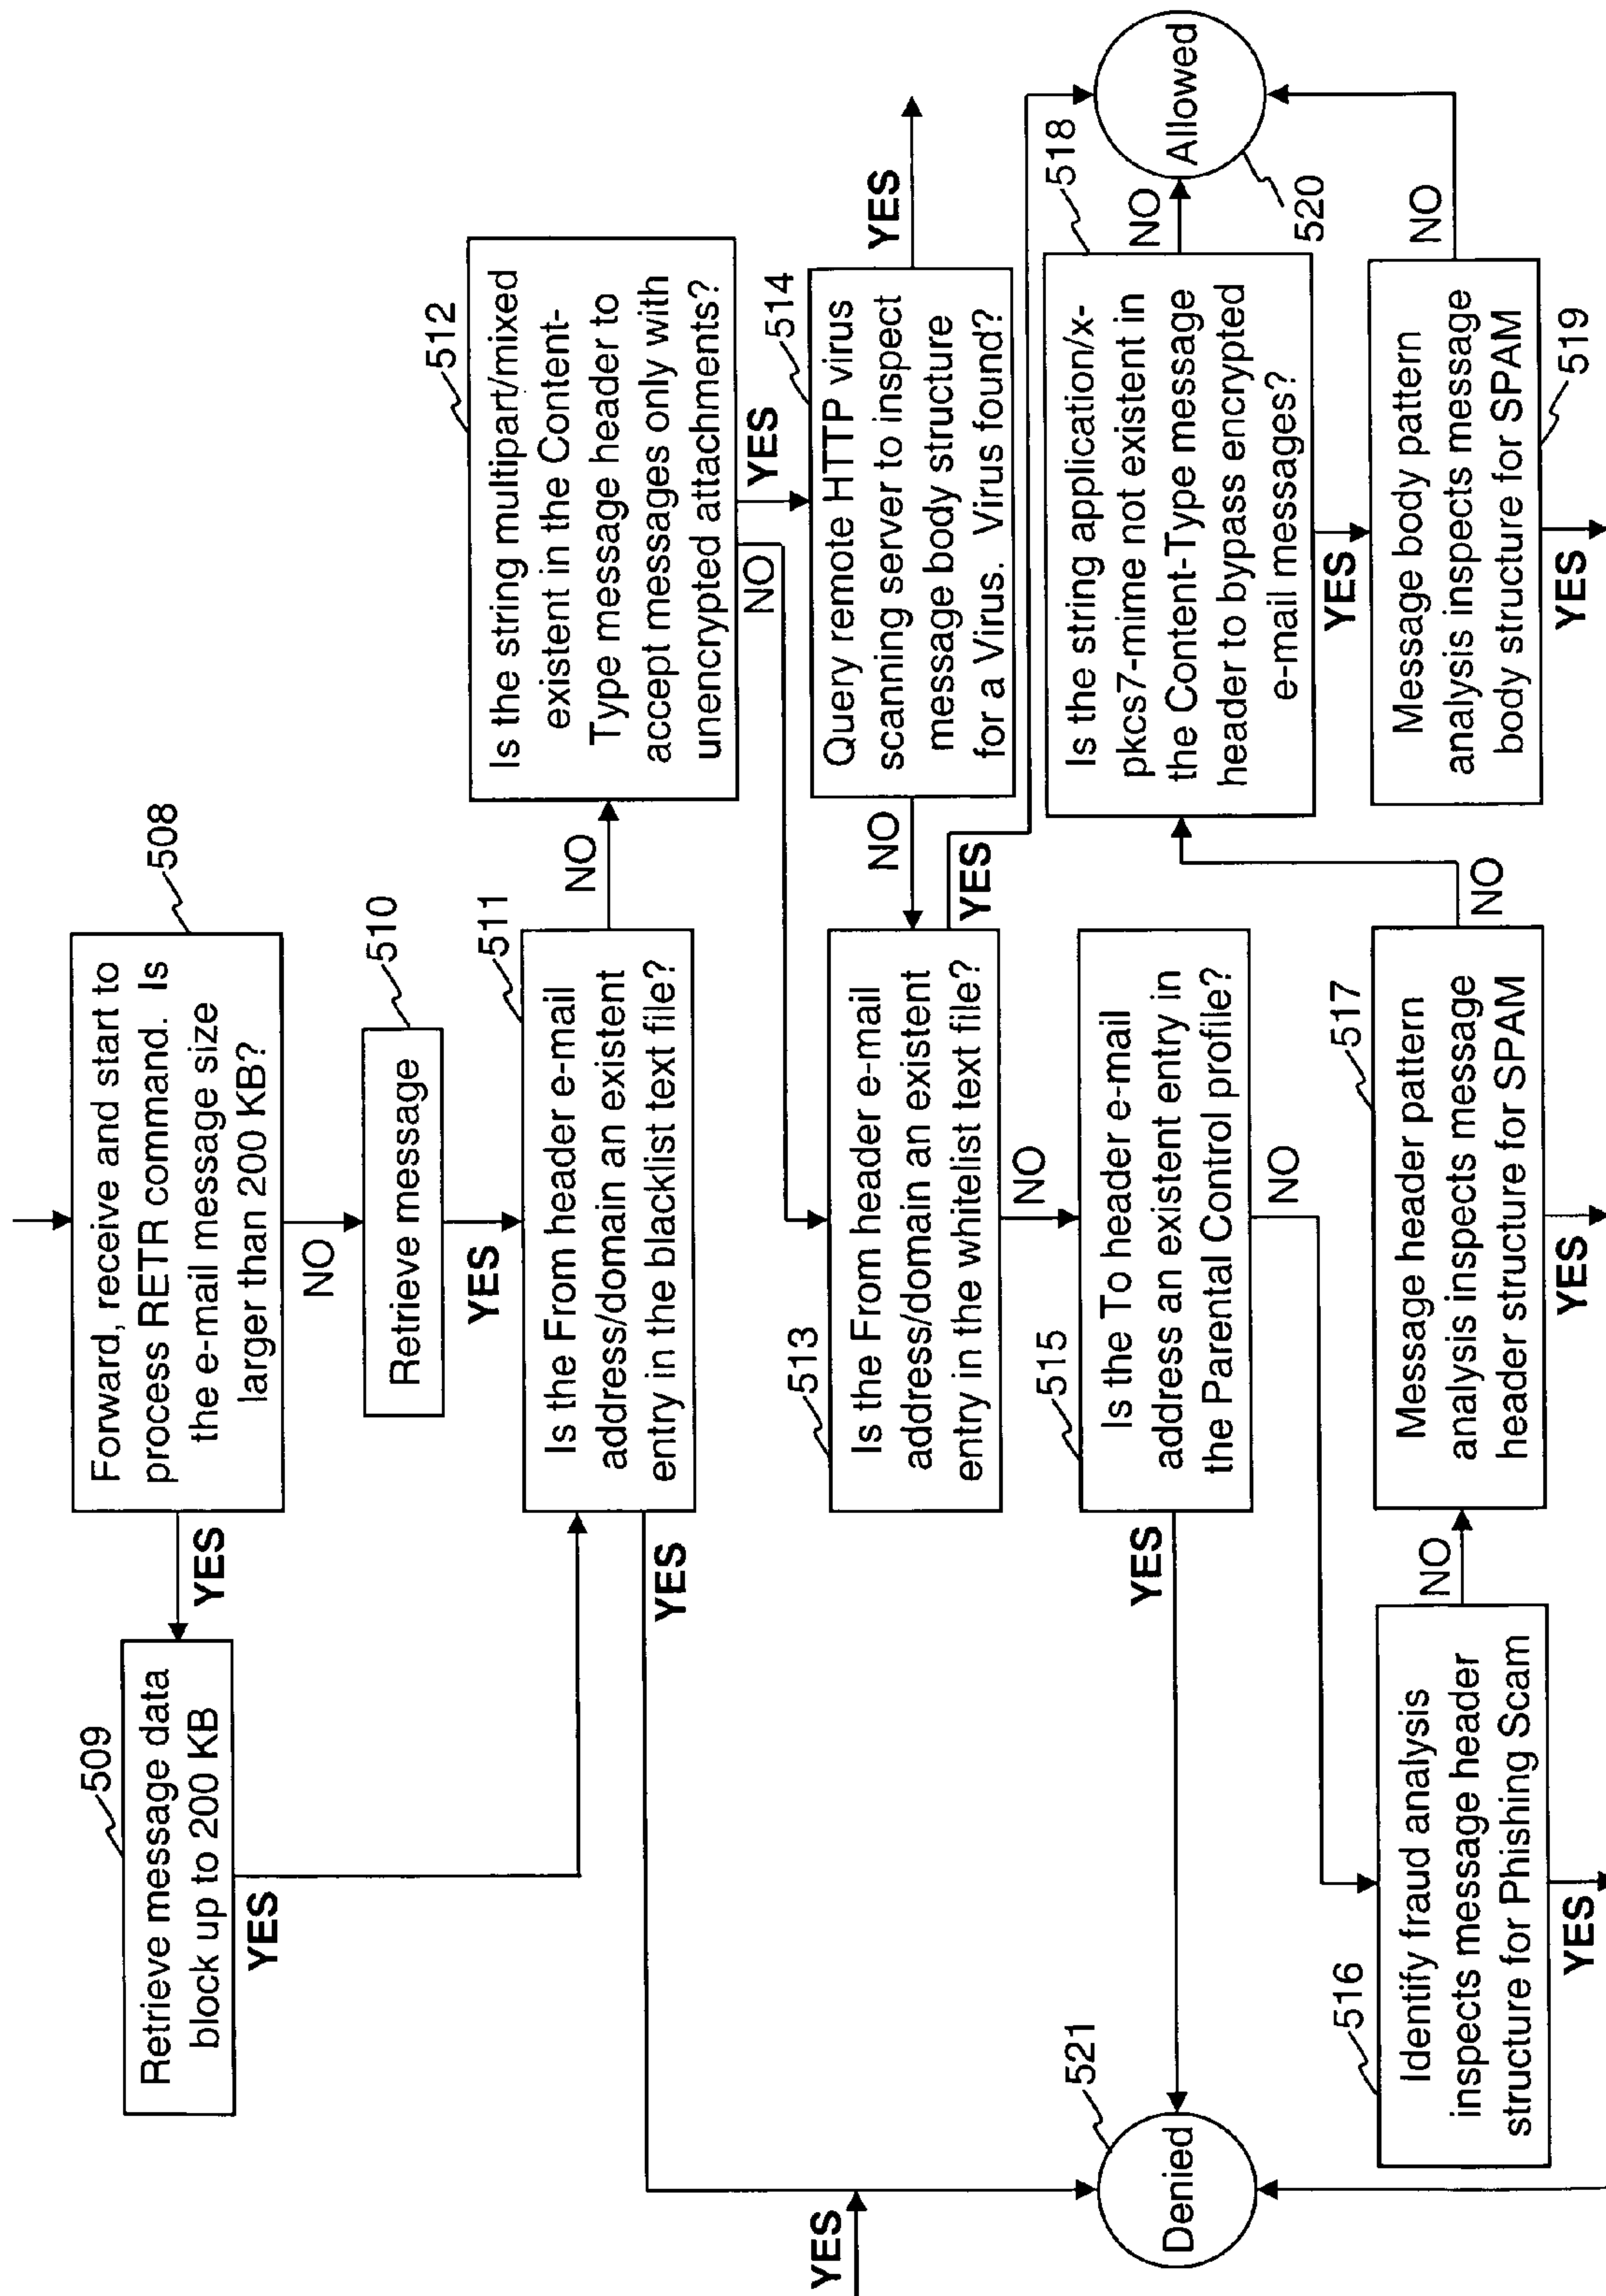 Forward, receive and start to
process RETR command. Is
the e-mail message size
larger than 200 KB?
508
YES
NO
509
Retrieve message data
block up to 200 KB
YES
510
Retrieve message
YES
511
Is the From header e-mail
address/domain an existent
entry in the blacklist text file?
YES
NO
512
Is the string multipart/mixed
existent in the Content-
Type message header to
accept messages only with
unencrypted attachments?
NO
YES
513
Is the From header e-mail
address/domain an existent
entry in the whitelist text file?
NO
YES
514
Query remote HTTP virus
scanning server to inspect
message body structure
for a Virus. Virus found?
NO
YES
YES
515
Is the To header e-mail
address an existent entry in
the Parental Control profile?
YES
NO
521
Denied
516
Identify fraud analysis
inspects message header
structure for Phishing Scam
NO
YES
517
Message header pattern
analysis inspects message
header structure for SPAM
NO
YES
518
Is the string application/x-
pkcs7-mime not existent in
the Content-Type message
header to bypass encrypted
e-mail messages?
NO
YES
Allowed
520
Message body pattern
analysis inspects message
body structure for SPAM
519
NO
YES